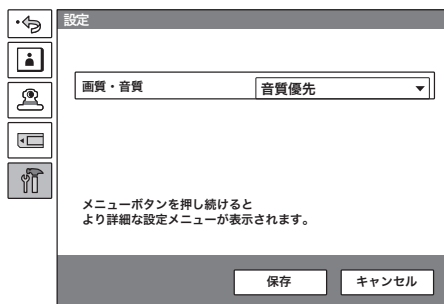 設定
画質・音質
音質優先
メニューボタンを押し続けると
より詳細な設定メニューが表示されます。
保存
キャンセル